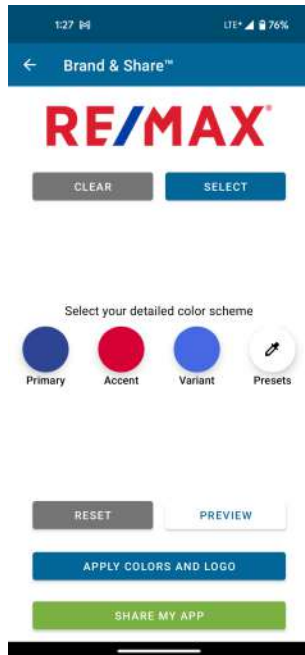 1:27 LTE+ 76%
Brand & Share™
RE/MAX®
CLEAR SELECT
Select your detailed color scheme
Primary Accent Variant Presets
RESET PREVIEW
APPLY COLORS AND LOGO
SHARE MY APP